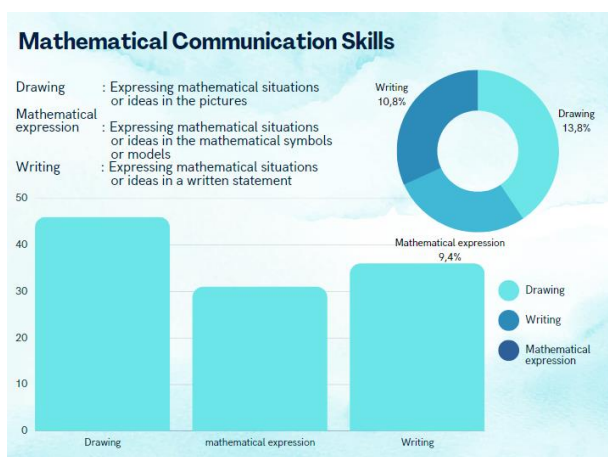 Mathematical Communication Skills
Drawing : Expressing mathematical situations
or ideas in the pictures
Mathematical
expression : Expressing mathematical situations
or ideas in the mathematical symbols
or models
Writing : Expressing mathematical situations
or ideas in a written statement
Writing
10,8%
Drawing
13,8%
Mathematical expression
9,4%
50
40
30
20
10
0
Drawing
mathematical expression
Writing
Drawing
Writing
Mathematical
expression